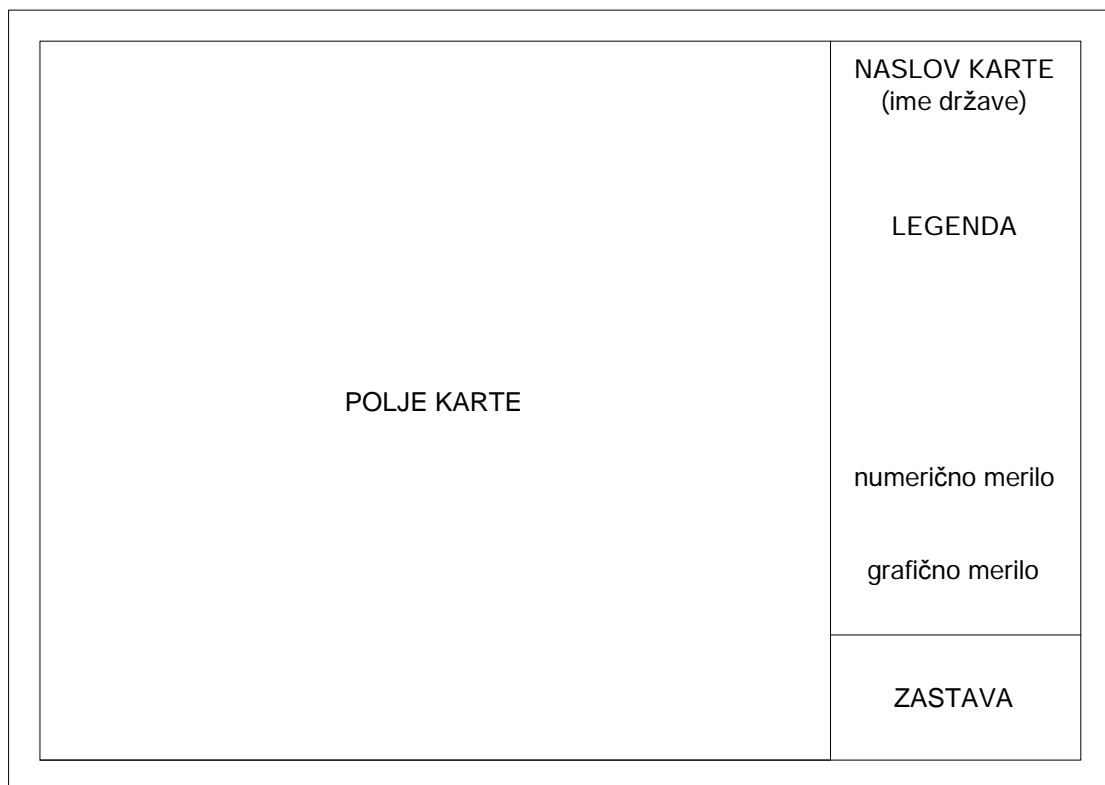 NASLOV KARTE
(ime države)
LEGENDA
POLJE KARTE
numerično merilo
grafično merilo
ZASTAVA